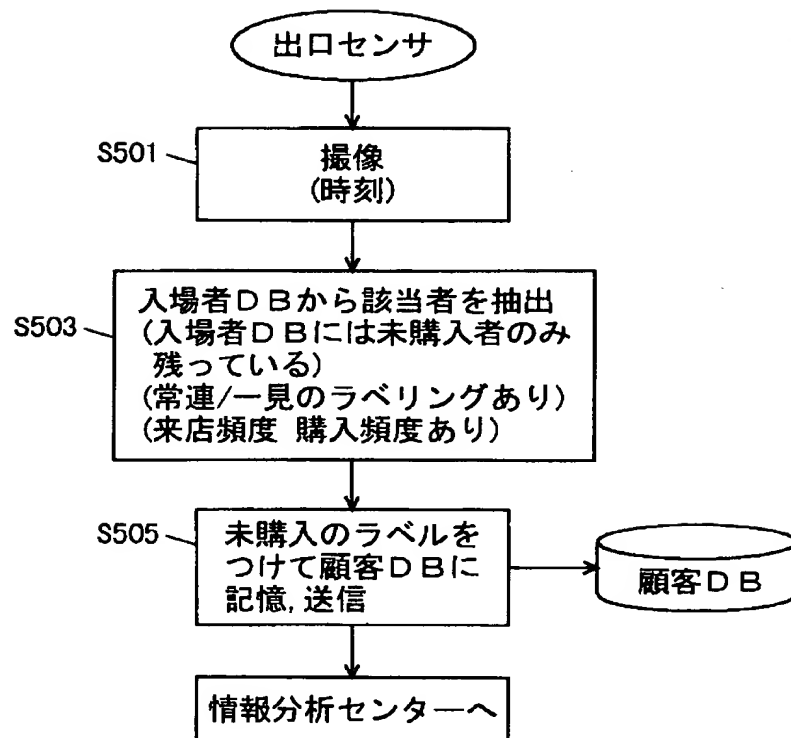 出口センサ
S501
撮像
(時刻)
S503
入場者ＤＢから該当者を抽出
(入場者ＤＢには未購入者のみ
残っている)
(常連/一見のラベリングあり)
(来店頻度 購入頻度あり)
S505
未購入のラベルを
つけて顧客ＤＢに
記憶,送信
顧客ＤＢ
情報分析センターへ